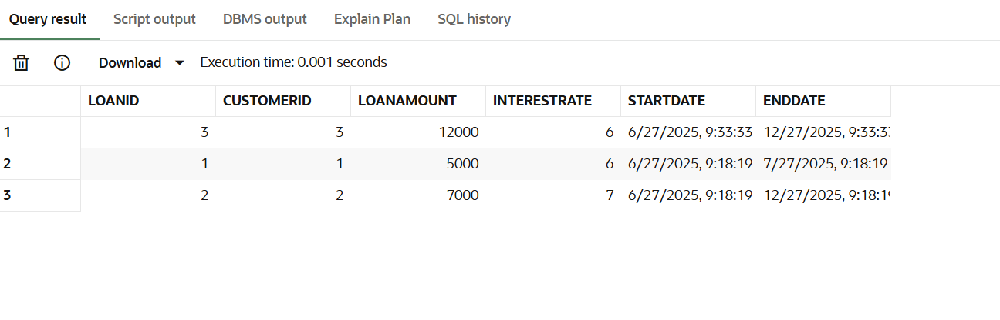 Query result Script output DBMS output Explain Plan SQL history
Download Execution time: 0.001 seconds
LOANID CUSTOMERID LOANAMOUNT INTERESTRATE STARTDATE ENDDATE
1 3 3 12000 6 6/27/2025, 9:33:33 12/27/2025, 9:33:3
2 1 1 5000 6 6/27/2025, 9:18:19 7/27/2025, 9:18:19
3 2 2 7000 7 6/27/2025, 9:18:19 12/27/2025, 9:18:1